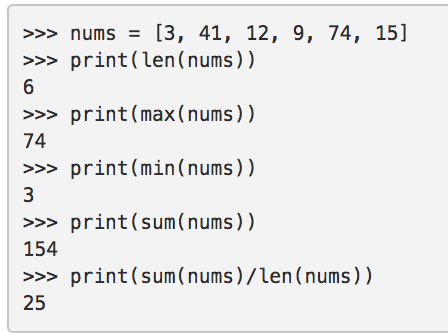 >>> nums = [3, 41, 12, 9, 74, 15]
>>> print(len(nums))
6
>>> print(max(nums))
74
>>> print(min(nums))
3
>>> print(sum(nums))
154
>>> print(sum(nums)/len(nums))
25